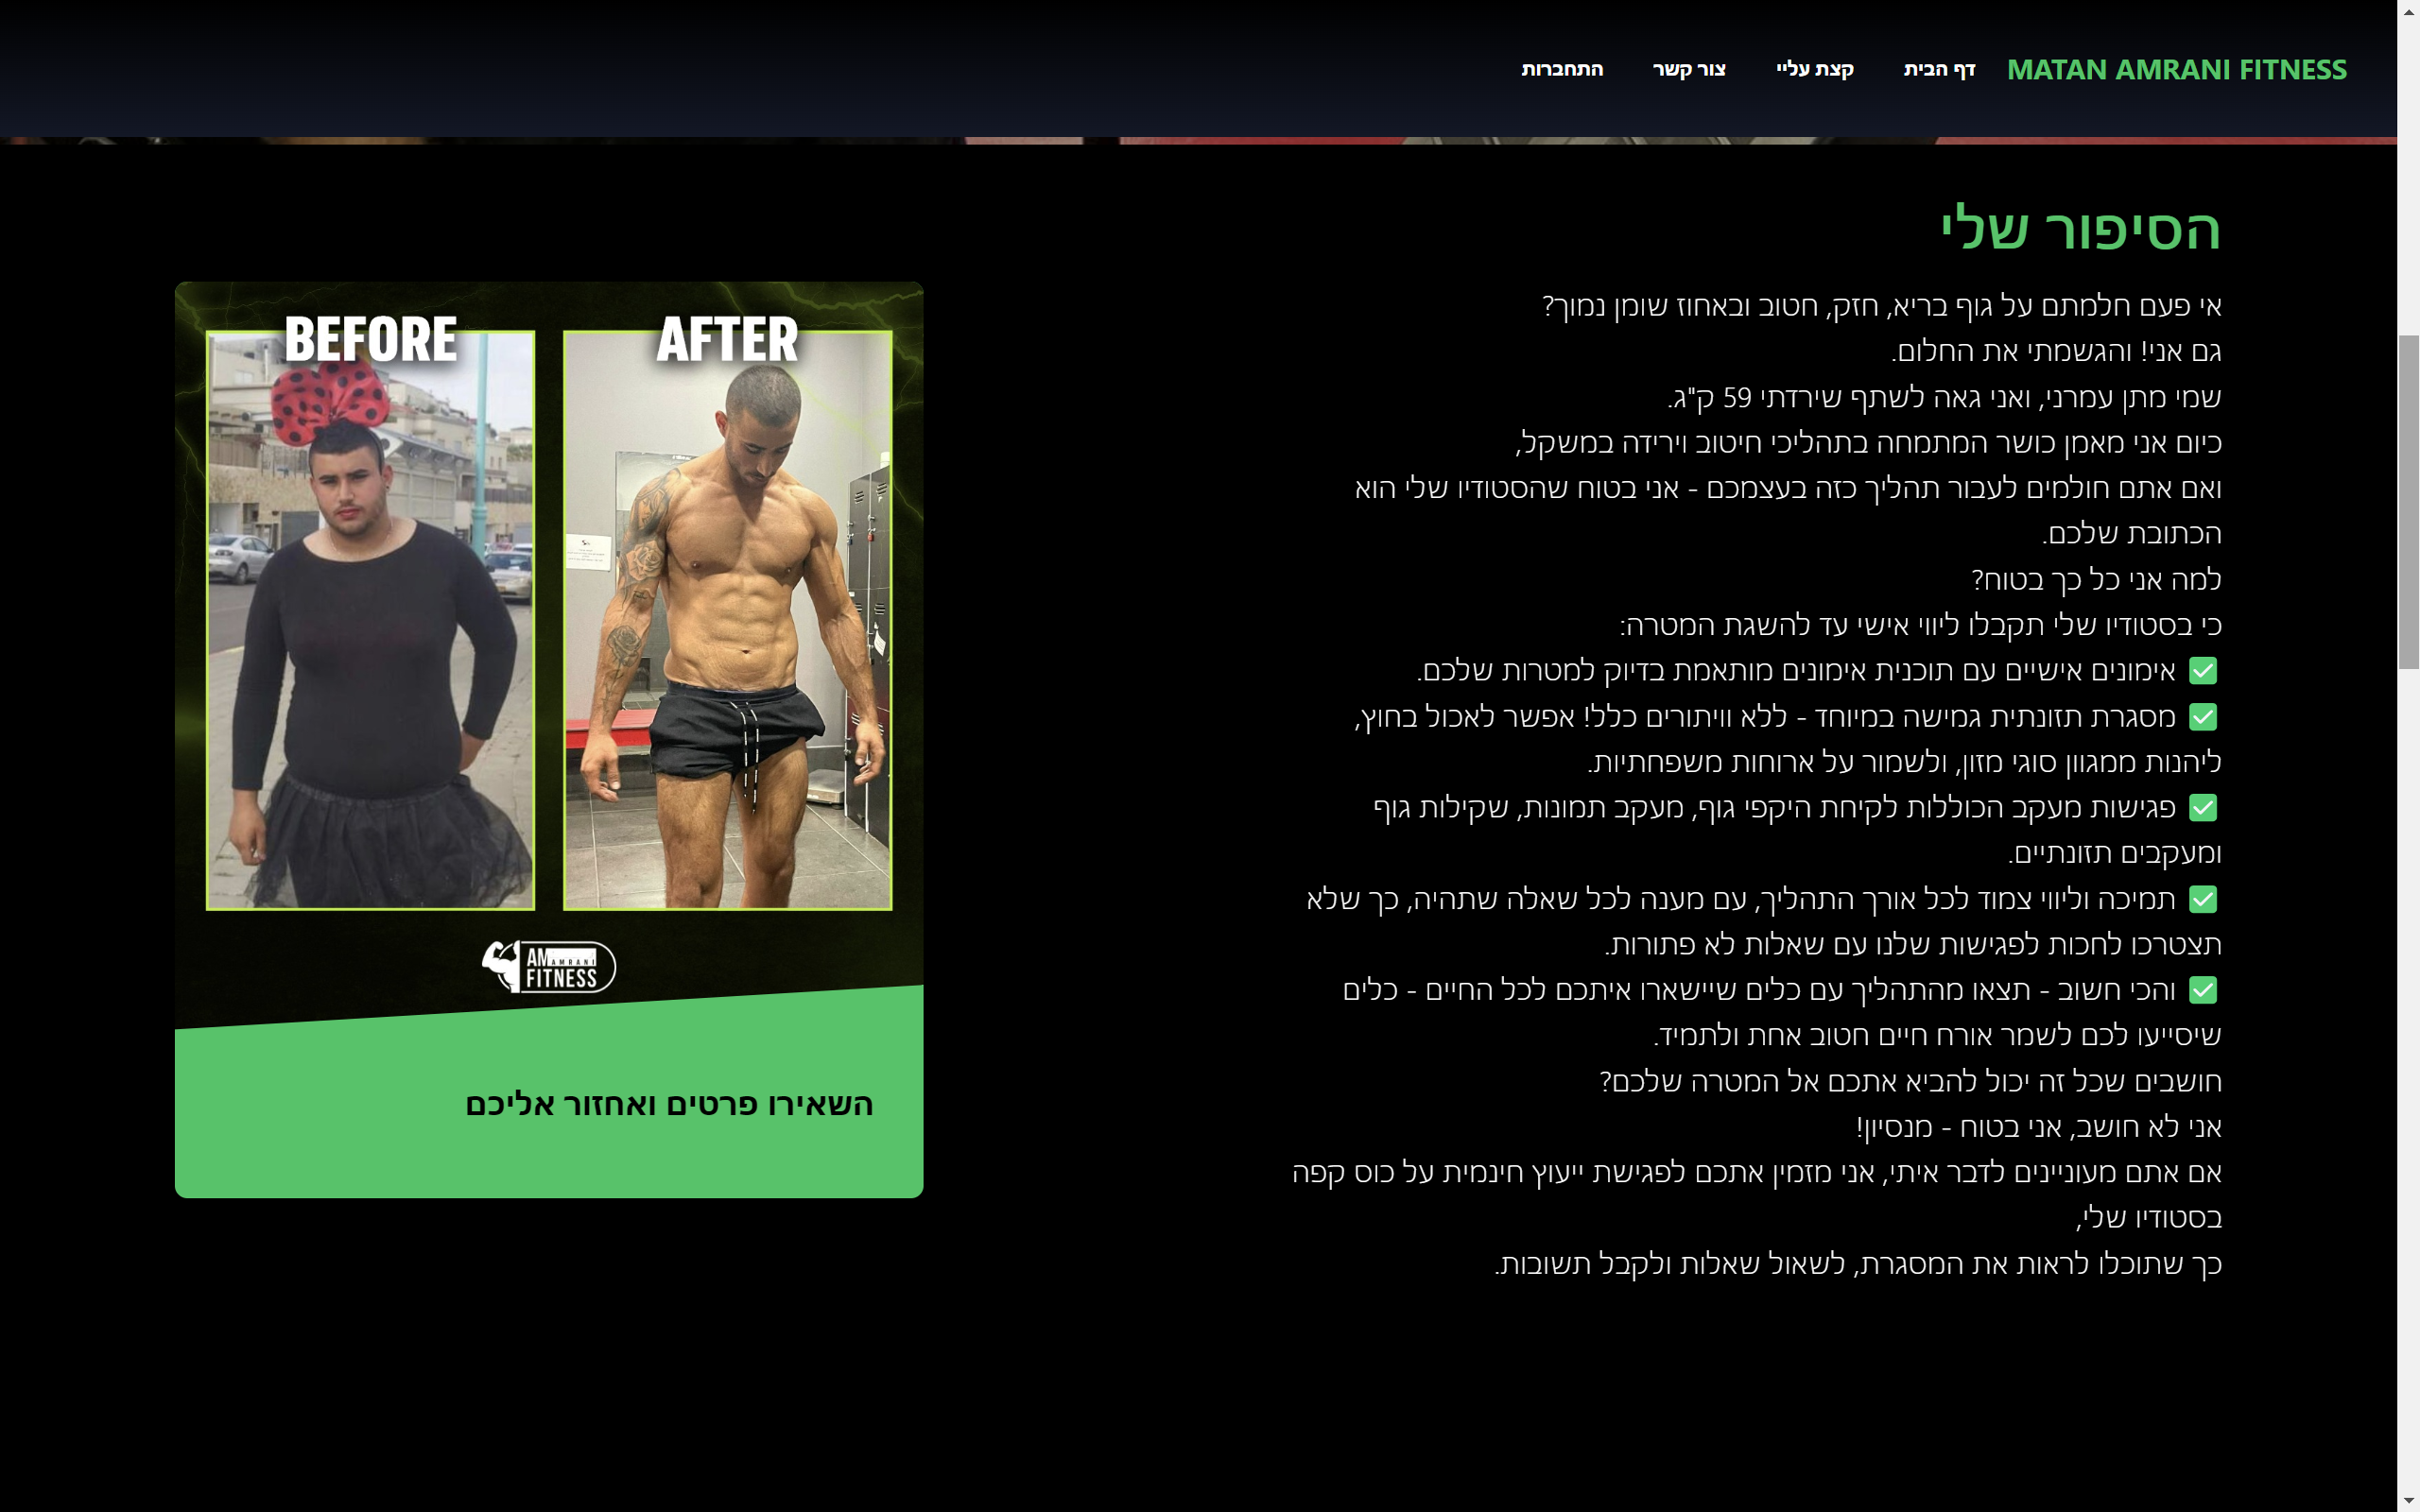 MATAN AMRANI FITNESS דף הבית קצת עליי צור קשר התחברות
הסיפור שלי
אי פעם חלמתם על גוף בריא, חזק, חטוב ובאחוז שומן נמוך?
גם אני! והגשמתי את החלום.
שמי מתן עמרני, ואני גאה לשתף שירדתי 59 ק"ג.
כיום אני מאמן כושר המתמחה בתהליכי חיטוב וירידה במשקל,
ואם אתם חולמים לעבור תהליך כזה בעצמכם - אני בטוח שהסטודיו שלי הוא
הכתובת שלכם.
למה אני כל כך בטוח?
כי בסטודיו שלי תקבלו ליווי אישי עד להשגת המטרה:
✅ אימונים אישיים עם תוכנית אימונים מותאמת בדיוק למטרות שלכם.
✅ מסגרת תזונתית גמישה במיוחד - ללא וויתורים כלל! אפשר לאכול בחוץ,
ליהנות ממגוון סוגי מזון, ולשמור על ארוחות משפחתיות.
✅ פגישות מעקב הכוללות לקיחת היקפי גוף, מעקב תמונות, שקילות גוף
ומעקבים תזונתיים.
✅ תמיכה וליווי צמוד לכל אורך התהליך, עם מענה לכל שאלה שתהיה, כך שלא
תצטרכו לחכות לפגישות שלנו עם שאלות לא פתורות.
✅ והכי חשוב - תצאו מהתהליך עם כלים שיישארו איתכם לכל החיים - כלים
שיסייעו לכם לשמר אורח חיים חטוב אחת ולתמיד.
חושבים שכל זה יכול להביא אתכם אל המטרה שלכם?
אני לא חושב, אני בטוח - מנסיון!
אם אתם מעוניינים לדבר איתי, אני מזמין אתכם לפגישת ייעוץ חינמית על כוס קפה
בסטודיו שלי,
כך שתוכלו לראות את המסגרת, לשאול שאלות ולקבל תשובות.
BEFORE AFTER
AM AMRANI
FITNESS
השאירו פרטים ואחזור אליכם